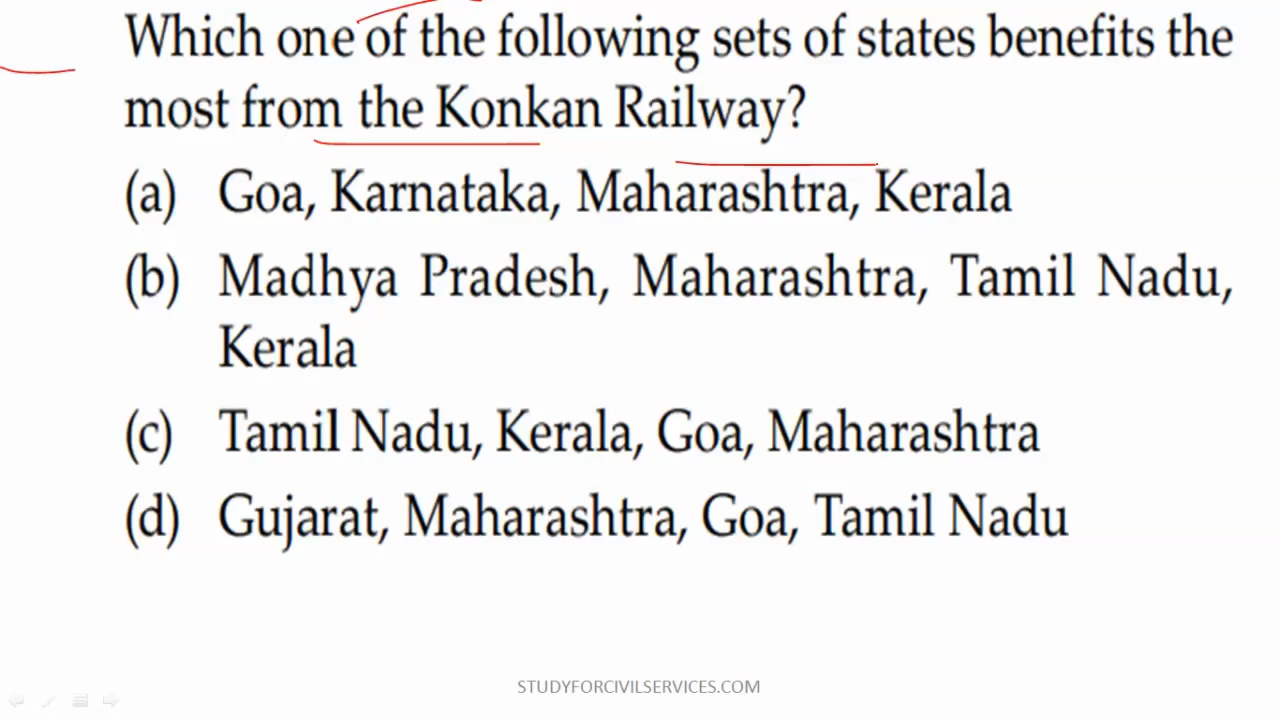 Which one of the following sets of states benefits the
most from the Konkan Railway?
(a) Goa, Karnataka, Maharashtra, Kerala
(b) Madhya Pradesh, Maharashtra, Tamil Nadu,
Kerala
(c) Tamil Nadu, Kerala, Goa, Maharashtra
(d) Gujarat, Maharashtra, Goa, Tamil Nadu
STUDYFORCIVILSERVICES.COM